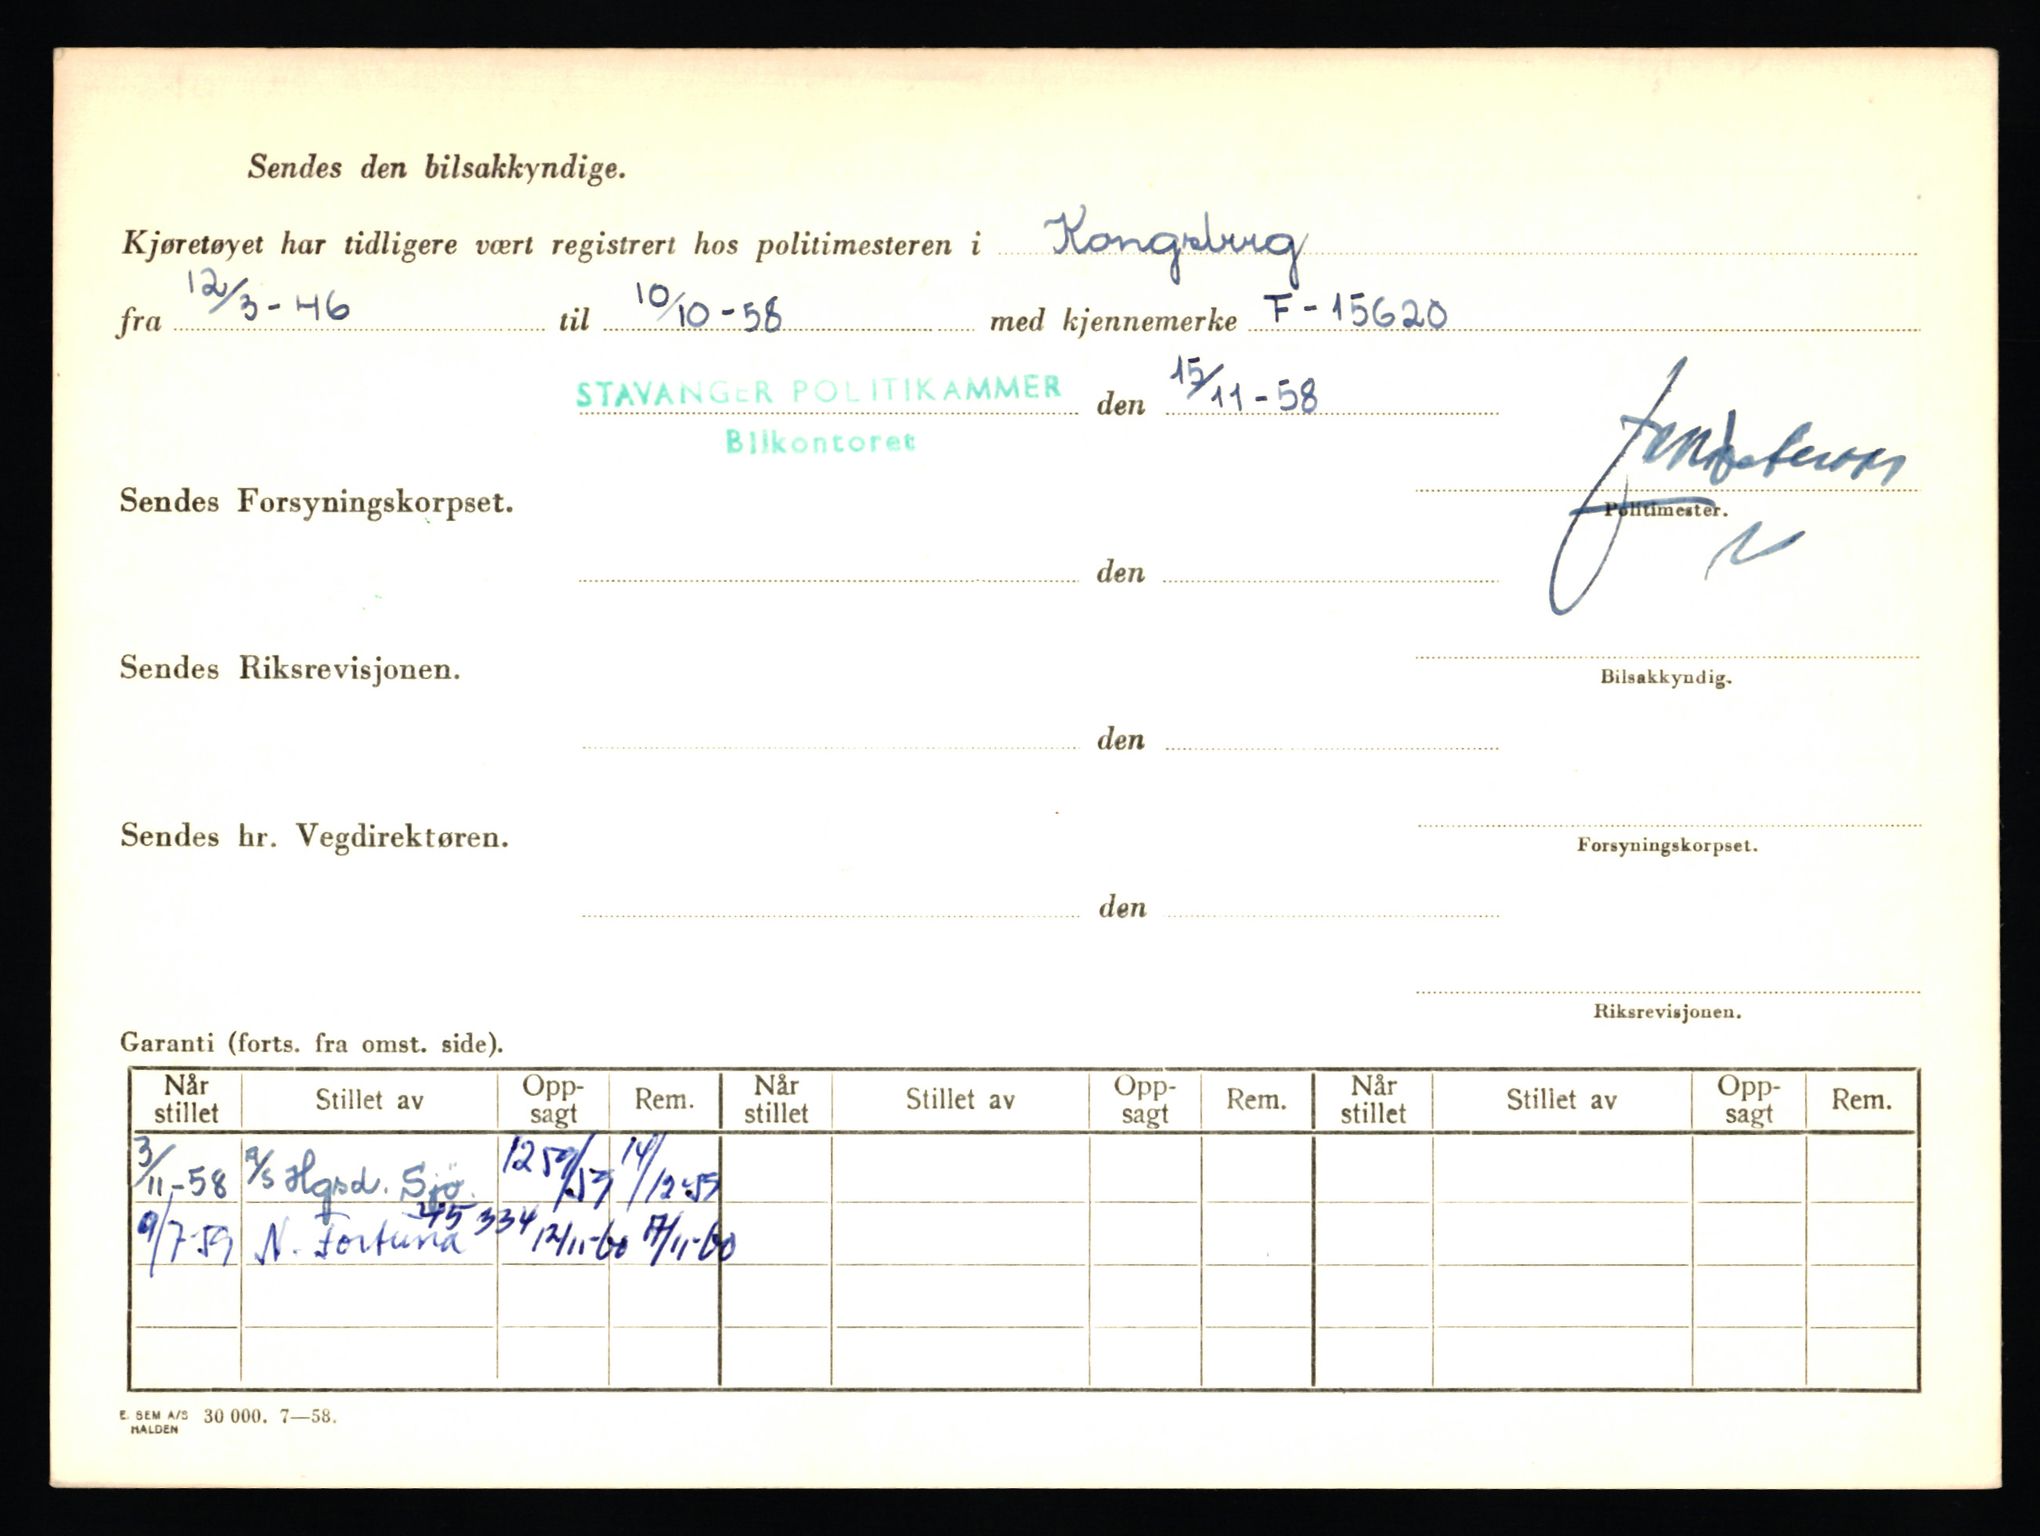 Sendes den bilsakkyndige.
Kjøretøyet har tidligere vært registrert hos politimesteren i Kongsberg
fra 12/3-46 til 10/10-58 med kjennemerke F-15620
STAVANGER POLITIKAMMER den 15/11-58
Bilkontoret
Sendes Forsyningskorpset.
Politimester.
den
Sendes Riksrevisjonen.
Bilsakkyndig.
den
Sendes hr. Vegdirektøren.
Forsyningskorpset.
den
Riksrevisjonen.
Garanti (forts. fra omst. side).
Når stillet Stillet av Opp-sagt Rem. Når stillet Stillet av Opp-sagt Rem. Når stillet Stillet av Opp-sagt Rem.
3/11-58 A/S Hgsd. Sjø. 14/12-59
9/7-59 N. Fortuna 45 334 12/11-60 17/11-60
E. SEM A/S 30 000. 7—58.
HALDEN